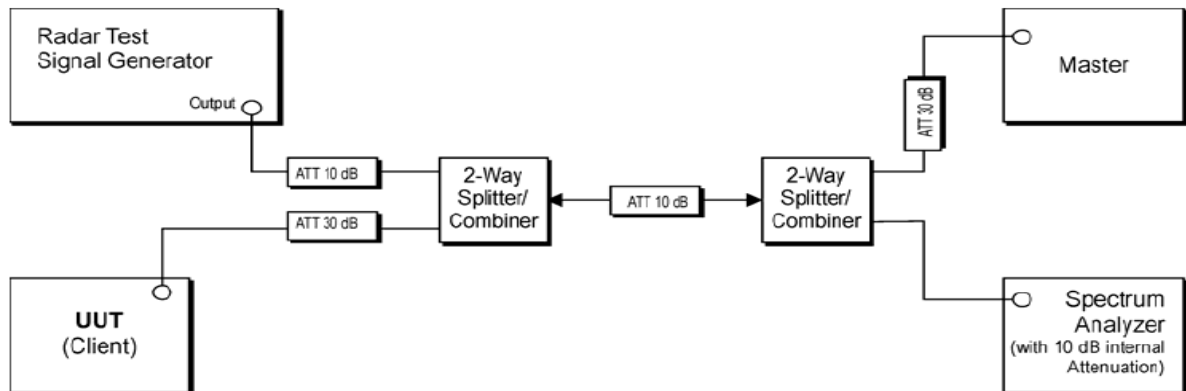 Radar Test
Signal Generator
Output
ATT 10 dB
ATT 30 dB
2-Way
Splitter/
Combiner
ATT 10 dB
2-Way
Splitter/
Combiner
ATT 30 dB
Master
UUT
(Client)
Spectrum
Analyzer
(with 10 dB internal
Attenuation)